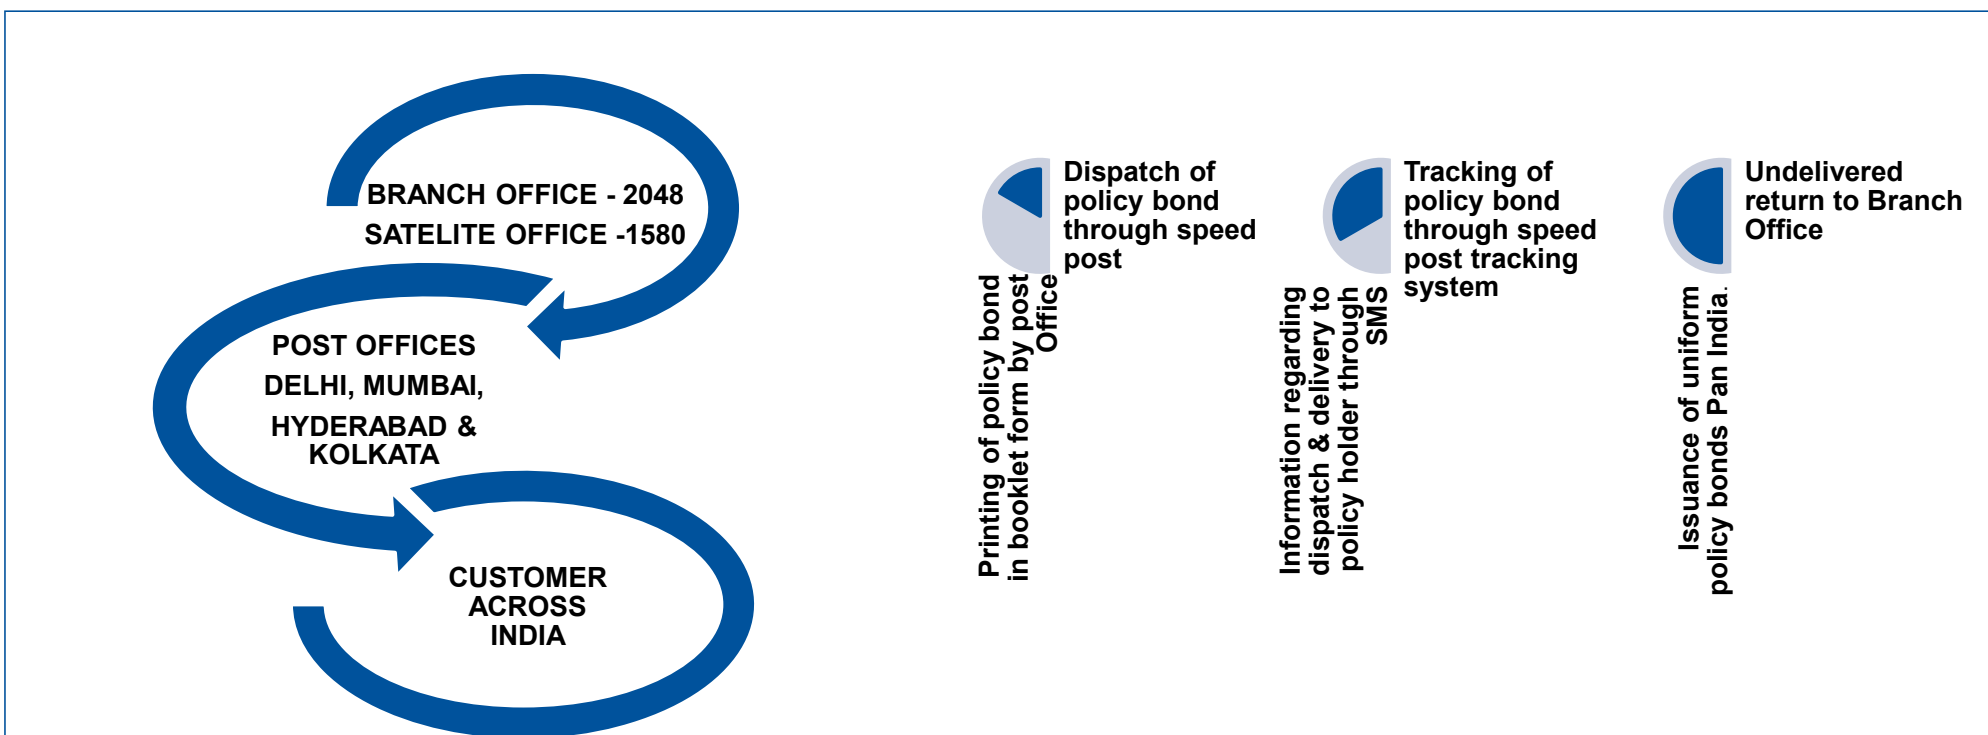 BRANCH OFFICE - 2048
SATELITE OFFICE -1580
POST OFFICES
DELHI, MUMBAI,
HYDERABAD &
KOLKATA
CUSTOMER
ACROSS
INDIA
Dispatch of
policy bond
through speed
post
Printing of policy bond
in booklet form by post
Office
Tracking of
policy bond
through speed
post tracking
system
Information regarding
dispatch & delivery to
policy holder through
SMS
Undelivered
return to Branch
Office
Issuance of uniform
policy bonds Pan India.